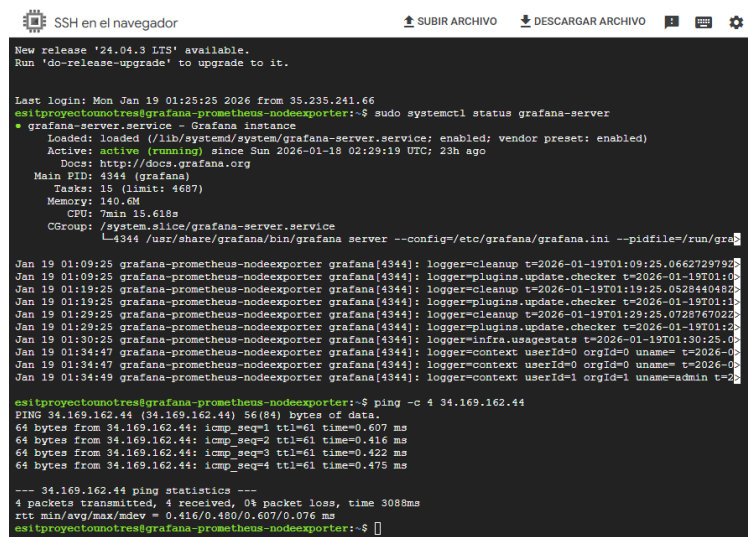 SSH en el navegador
SUBIR ARCHIVO
DESCARGAR ARCHIVO
New release '24.04.3 LTS' available.
Run 'do-release-upgrade' to upgrade to it.
Last login: Mon Jan 19 01:25:25 2026 from 35.235.241.66
esitproyectounotres@grafana-prometheus-nodeexporter:~$ sudo systemctl status grafana-server
● grafana-server.service - Grafana instance
Loaded: loaded (/lib/systemd/system/grafana-server.service; enabled; vendor preset: enabled)
Active: active (running) since Sun 2026-01-18 02:29:19 UTC; 23h ago
Docs: http://docs.grafana.org
Main PID: 4344 (grafana)
Tasks: 15 (limit: 4687)
Memory: 140.6M
CPU: 7min 15.618s
CGroup: /system.slice/grafana-server.service
└─4344 /usr/share/grafana/bin/grafana server --config=/etc/grafana/grafana.ini --pidfile=/run/gra>
Jan 19 01:09:25 grafana-prometheus-nodeexporter grafana[4344]: logger=cleanup t=2026-01-19T01:09:25.066272979Z>
Jan 19 01:09:25 grafana-prometheus-nodeexporter grafana[4344]: logger=plugins.update.checker t=2026-01-19T01:0>
Jan 19 01:19:25 grafana-prometheus-nodeexporter grafana[4344]: logger=cleanup t=2026-01-19T01:19:25.052844048Z>
Jan 19 01:19:25 grafana-prometheus-nodeexporter grafana[4344]: logger=plugins.update.checker t=2026-01-19T01:1>
Jan 19 01:29:25 grafana-prometheus-nodeexporter grafana[4344]: logger=cleanup t=2026-01-19T01:29:25.072876702Z>
Jan 19 01:29:25 grafana-prometheus-nodeexporter grafana[4344]: logger=plugins.update.checker t=2026-01-19T01:2>
Jan 19 01:30:25 grafana-prometheus-nodeexporter grafana[4344]: logger=infra.usagestats t=2026-01-19T01:30:25.0>
Jan 19 01:34:47 grafana-prometheus-nodeexporter grafana[4344]: logger=context userId=0 orgId=0 uname= t=2026-0>
Jan 19 01:34:47 grafana-prometheus-nodeexporter grafana[4344]: logger=context userId=0 orgId=0 uname= t=2026-0>
Jan 19 01:34:49 grafana-prometheus-nodeexporter grafana[4344]: logger=context userId=1 orgId=1 uname=admin t=2>
esitproyectounotres@grafana-prometheus-nodeexporter:~$ ping -c 4 34.169.162.44
PING 34.169.162.44 (34.169.162.44) 56(84) bytes of data.
64 bytes from 34.169.162.44: icmp_seq=1 ttl=61 time=0.607 ms
64 bytes from 34.169.162.44: icmp_seq=2 ttl=61 time=0.416 ms
64 bytes from 34.169.162.44: icmp_seq=3 ttl=61 time=0.422 ms
64 bytes from 34.169.162.44: icmp_seq=4 ttl=61 time=0.475 ms
--- 34.169.162.44 ping statistics ---
4 packets transmitted, 4 received, 0% packet loss, time 3088ms
rtt min/avg/max/mdev = 0.416/0.480/0.607/0.076 ms
esitproyectounotres@grafana-prometheus-nodeexporter:~$